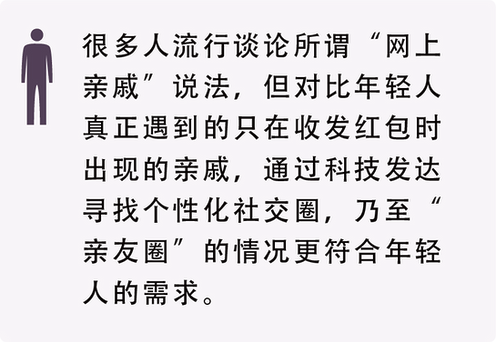 很多人流行谈论所谓“网上
亲戚”说法，但对比年轻人
真正遇到的只在收发红包时
出现的亲戚，通过科技发达
寻找个性化社交圈，乃至“
亲友圈”的情况更符合年轻
人的需求。